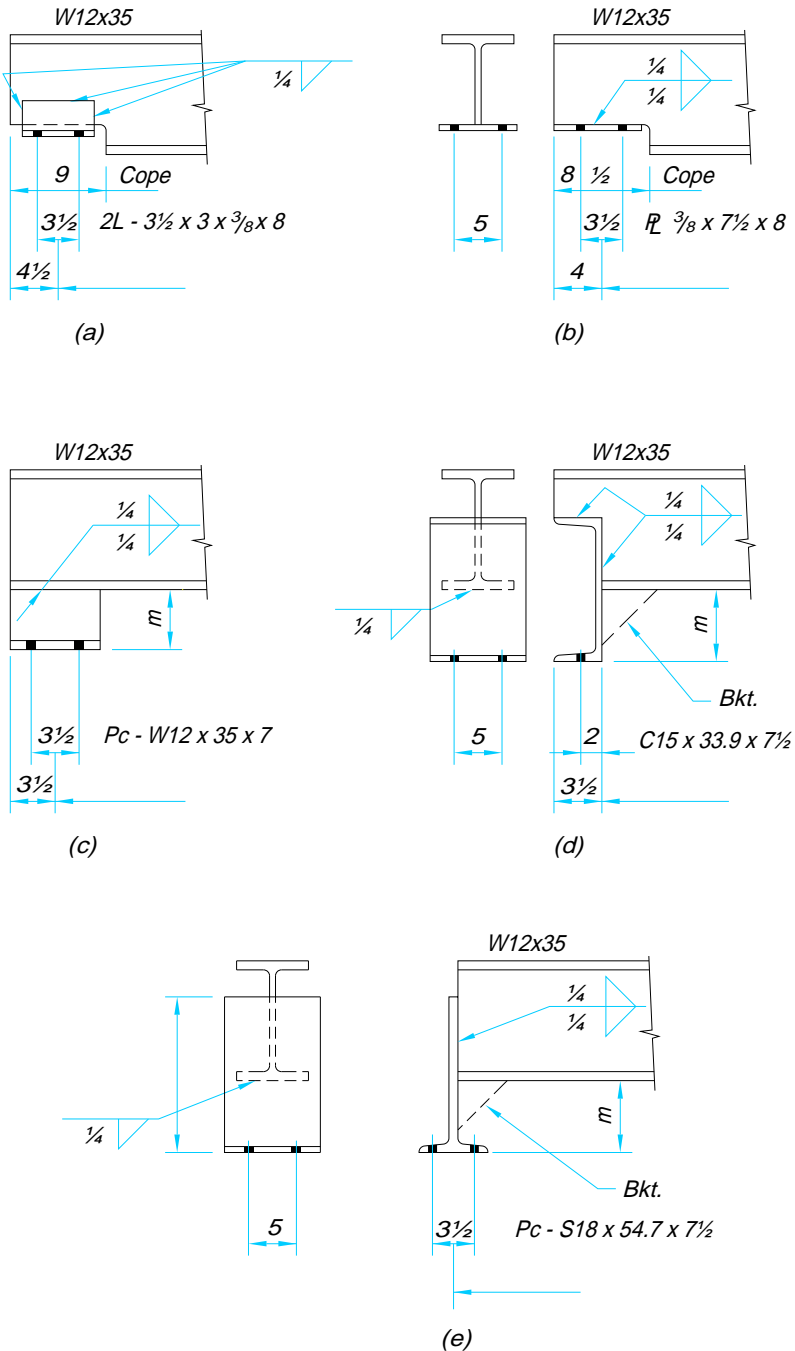 W12x35
¼
9
Cope
3½
2L - 3½ x 3 x ⅜ x 8
4½
(a)
W12x35
¼
¼
8 ½
Cope
5
3½
PL ⅜ x 7½ x 8
4
(b)
W12x35
¼
¼
m
3½
Pc - W12 x 35 x 7
3½
(c)
W12x35
¼
¼
¼
m
Bkt.
5
2
C15 x 33.9 x 7½
3½
(d)
W12x35
¼
¼
¼
m
Bkt.
5
3½
Pc - S18 x 54.7 x 7½
(e)